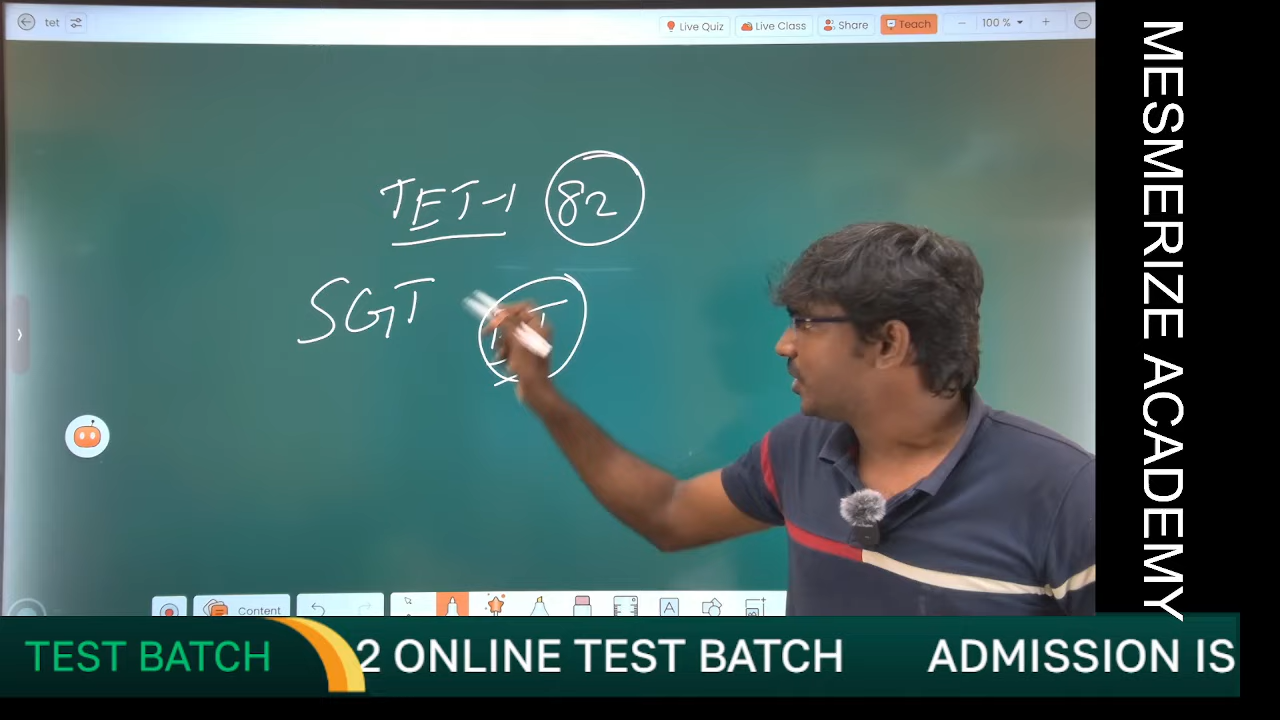 tet
Live Quiz
Live Class
Share
Teach
100 %
TET-1 82
SGT
Content
A
MESMERIZE ACADEMY
TEST BATCH
2 ONLINE TEST BATCH
ADMISSION IS